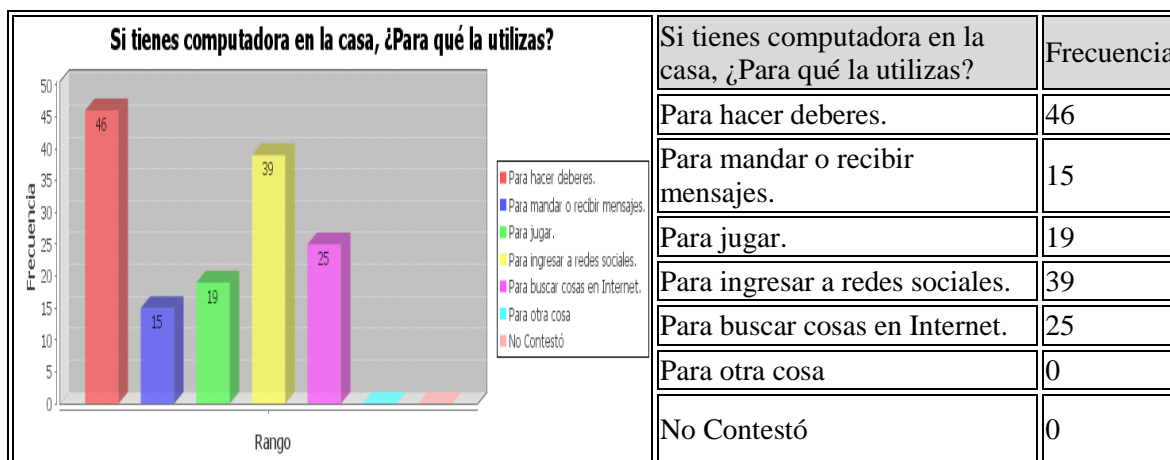 Si tienes computadora en la casa, ¿Para qué la utilizas?
50
45
40
35
30
25
20
15
10
5
0
Frecuencia
46
15
19
39
25
Rango
Para hacer deberes.
Para mandar o recibir mensajes.
Para jugar.
Para ingresar a redes sociales.
Para buscar cosas en Internet.
Para otra cosa
No Contestó
Si tienes computadora en la
casa, ¿Para qué la utilizas?
Frecuencia
Para hacer deberes.
46
Para mandar o recibir
mensajes.
15
Para jugar.
19
Para ingresar a redes sociales.
39
Para buscar cosas en Internet.
25
Para otra cosa
0
No Contestó
0